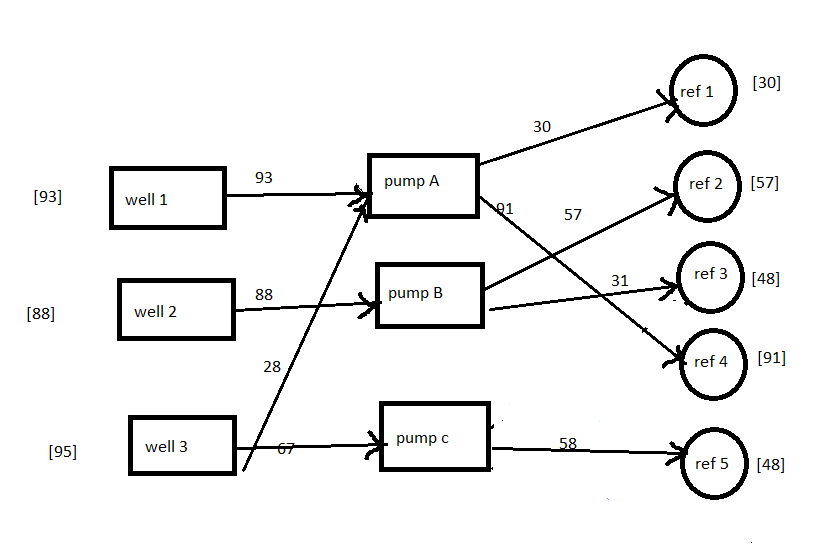 ref 1
[30]
30
93
pump A
ref 2
[57]
[93]
well 1
91
57
ref 3
[48]
31
88
pump B
[88]
well 2
28
ref 4
[91]
[95]
well 3
67
pump c
58
ref 5
[48]